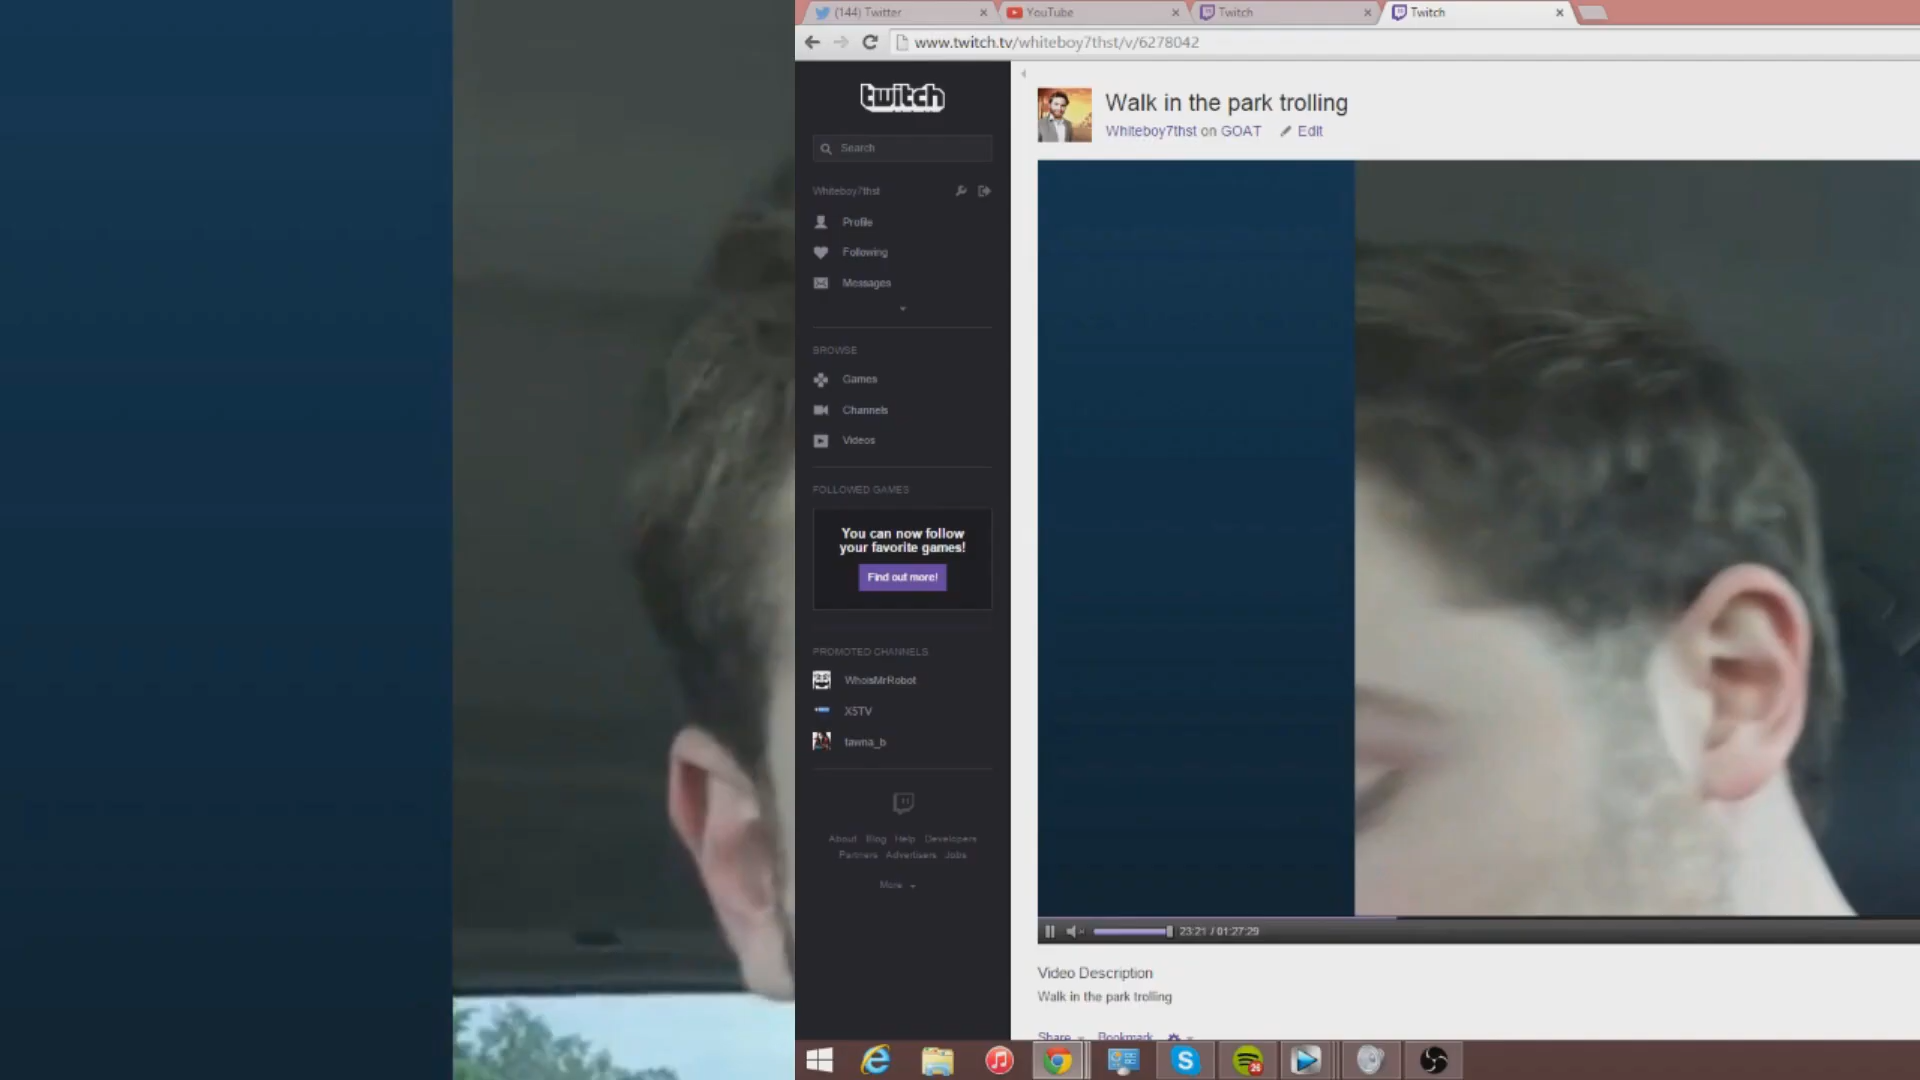 (144) Twitter
YouTube
Twitch
Twitch
www.twitch.tv/whiteboy7thst/v/6278042
twitch
Search
Whiteboy7thst
Profile
Following
Messages
BROWSE
Games
Channels
Videos
FOLLOWED GAMES
You can now follow
your favorite games!
Find out more!
PROMOTED CHANNELS
WhoisMrRobot
X5TV
tawna_b
About Blog Help Developers
Partners Advertisers Jobs
More
Walk in the park trolling
Whiteboy7thst on GOAT Edit
23:21 / 01:27:29
Video Description
Walk in the park trolling
Share Bookmark
26